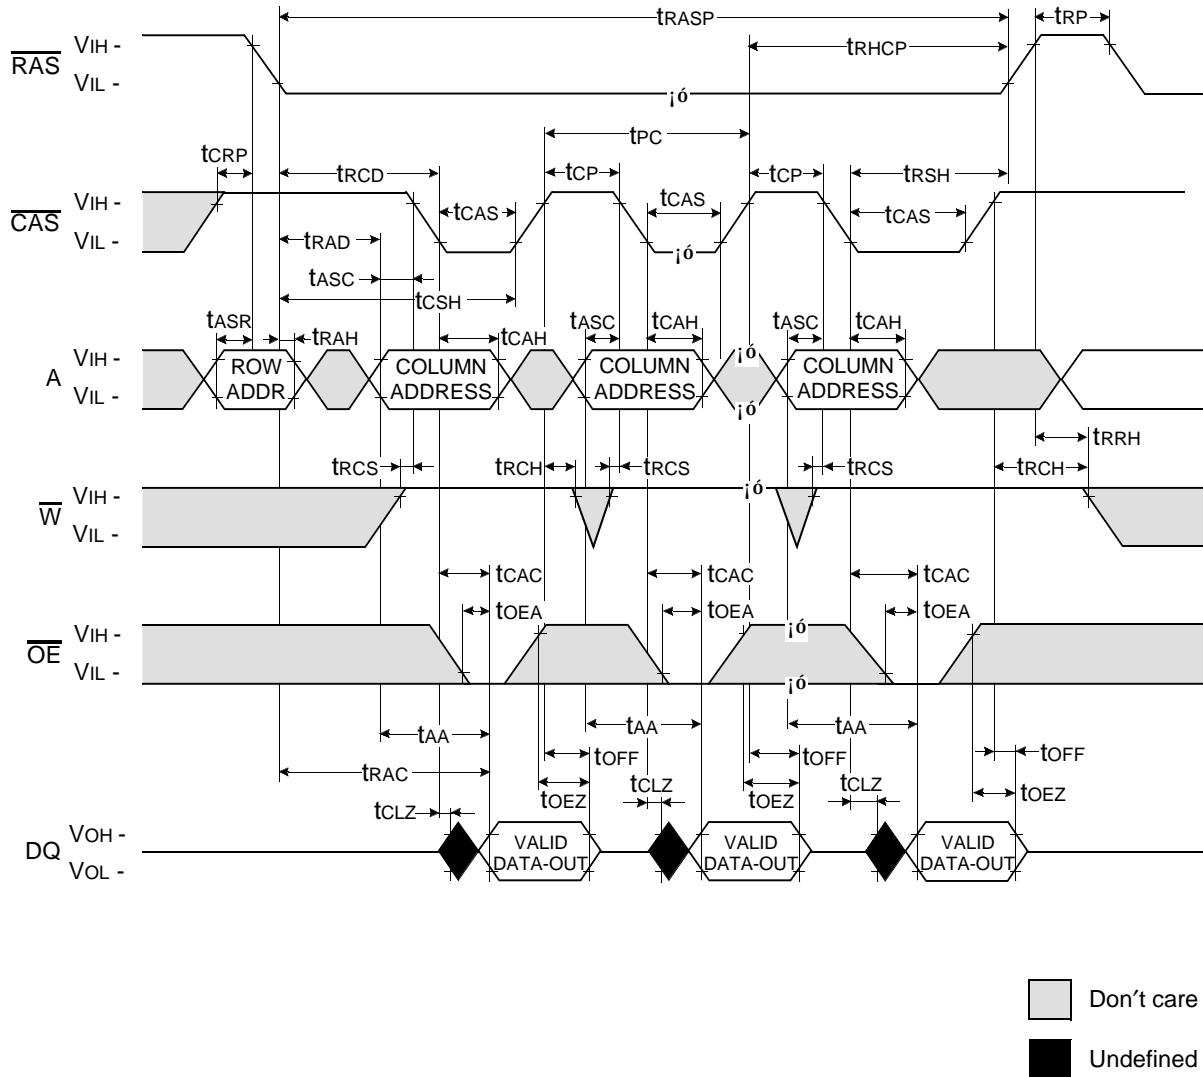 tRASP
tRP
RAS
VIH -
VIL -
tRHCP
¡ó
tCRP
tRCD
tPC
tCP
tCP
tRSH
CAS
VIH -
VIL -
tCAS
tCAS
tCAS
¡ó
tRAD
tASC
tCSH
tASR
tRAH
tCAH
tASC
tCAH
tASC
tCAH
A
VIH -
VIL -
ROW
ADDR
COLUMN
ADDRESS
COLUMN
ADDRESS
¡ó
¡ó
COLUMN
ADDRESS
tRRH
tRCS
tRCH
tRCS
tRCS
tRCH
W
VIH -
VIL -
¡ó
tCAC
tCAC
tCAC
tOEA
tOEA
tOEA
OE
VIH -
VIL -
¡ó
¡ó
tAA
tAA
tAA
tOFF
tOFF
tOFF
tRAC
tCLZ
tOEZ
tCLZ
tOEZ
tCLZ
tOEZ
DQ
VOH -
VOL -
VALID
DATA-OUT
VALID
DATA-OUT
VALID
DATA-OUT
Don′t care
Undefined